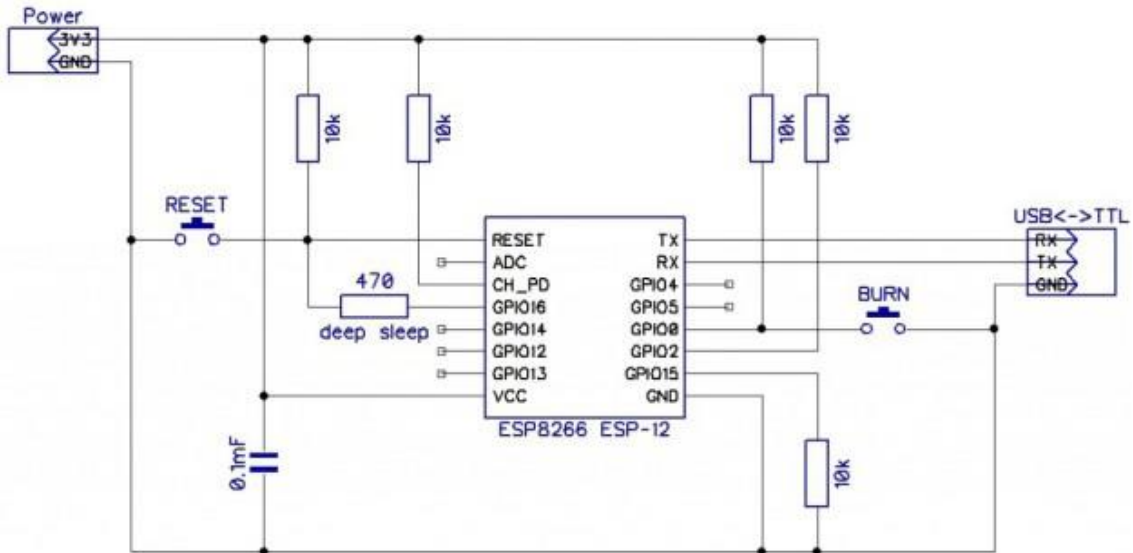 Power
3V3
GND
10k
10k
10k
10k
RESET
USB<->TTL
RX
TX
GND
470
deep sleep
BURN
RESET
ADC
CH_PD
GPIO16
GPIO14
GPIO12
GPIO13
VCC
TX
RX
GPIO4
GPIO5
GPIO0
GPIO2
GPIO15
GND
ESP8266 ESP-12
0.1mF
10k